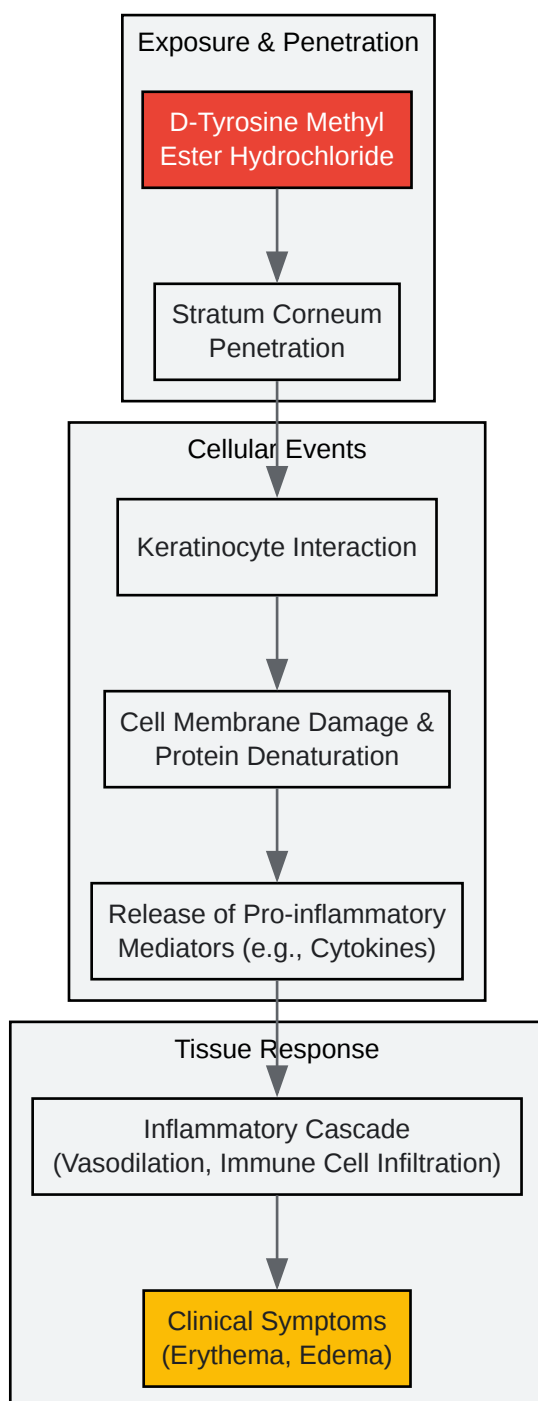 Exposure & Penetration
D-Tyrosine Methyl
Ester Hydrochloride
Stratum Corneum
Penetration
Cellular Events
Keratinocyte Interaction
Cell Membrane Damage &
Protein Denaturation
Release of Pro-inflammatory
Mediators (e.g., Cytokines)
Tissue Response
Inflammatory Cascade
(Vasodilation, Immune Cell Infiltration)
Clinical Symptoms
(Erythema, Edema)